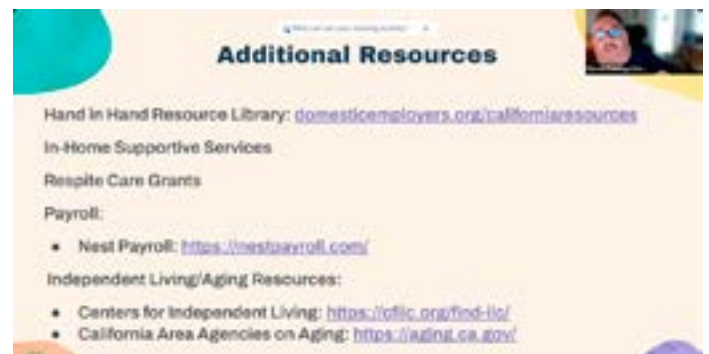 Additional Resources
Hand in Hand Resource Library: domesticemployers.org/californiaresources
In-Home Supportive Services
Respite Care Grants
Payroll:
• Nest Payroll: https://nestpayroll.com/
Independent Living/Aging Resources:
• Centers for Independent Living: https://cfilc.org/find-ilc/
• California Area Agencies on Aging: https://aging.ca.gov/